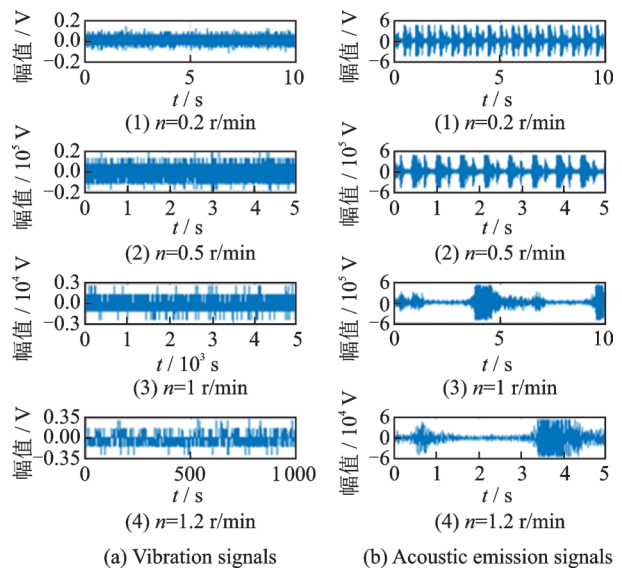 幅值 / V
0.2
0.0
−0.2
0 5 10
t / s
(1) n=0.2 r/min
幅值 / 10⁵ V
0.2
0.0
−0.2
0 1 2 3 4 5
t / s
(2) n=0.5 r/min
幅值 / 10⁴ V
0.3
0.0
−0.3
0 1 2 3 4 5
t / 10³ s
(3) n=1 r/min
幅值 / V
0.35
0.00
−0.35
0 500 1 000
t / s
(4) n=1.2 r/min
(a) Vibration signals
幅值 / V
6
0
−6
0 5 10
t / s
(1) n=0.2 r/min
幅值 / 10⁵ V
6
0
−6
0 1 2 3 4 5
t / s
(2) n=0.5 r/min
幅值 / 10⁵ V
6
0
−6
0 5 10
t / s
(3) n=1 r/min
幅值 / 10⁴ V
6
0
−6
0 1 2 3 4 5
t / s
(4) n=1.2 r/min
(b) Acoustic emission signals